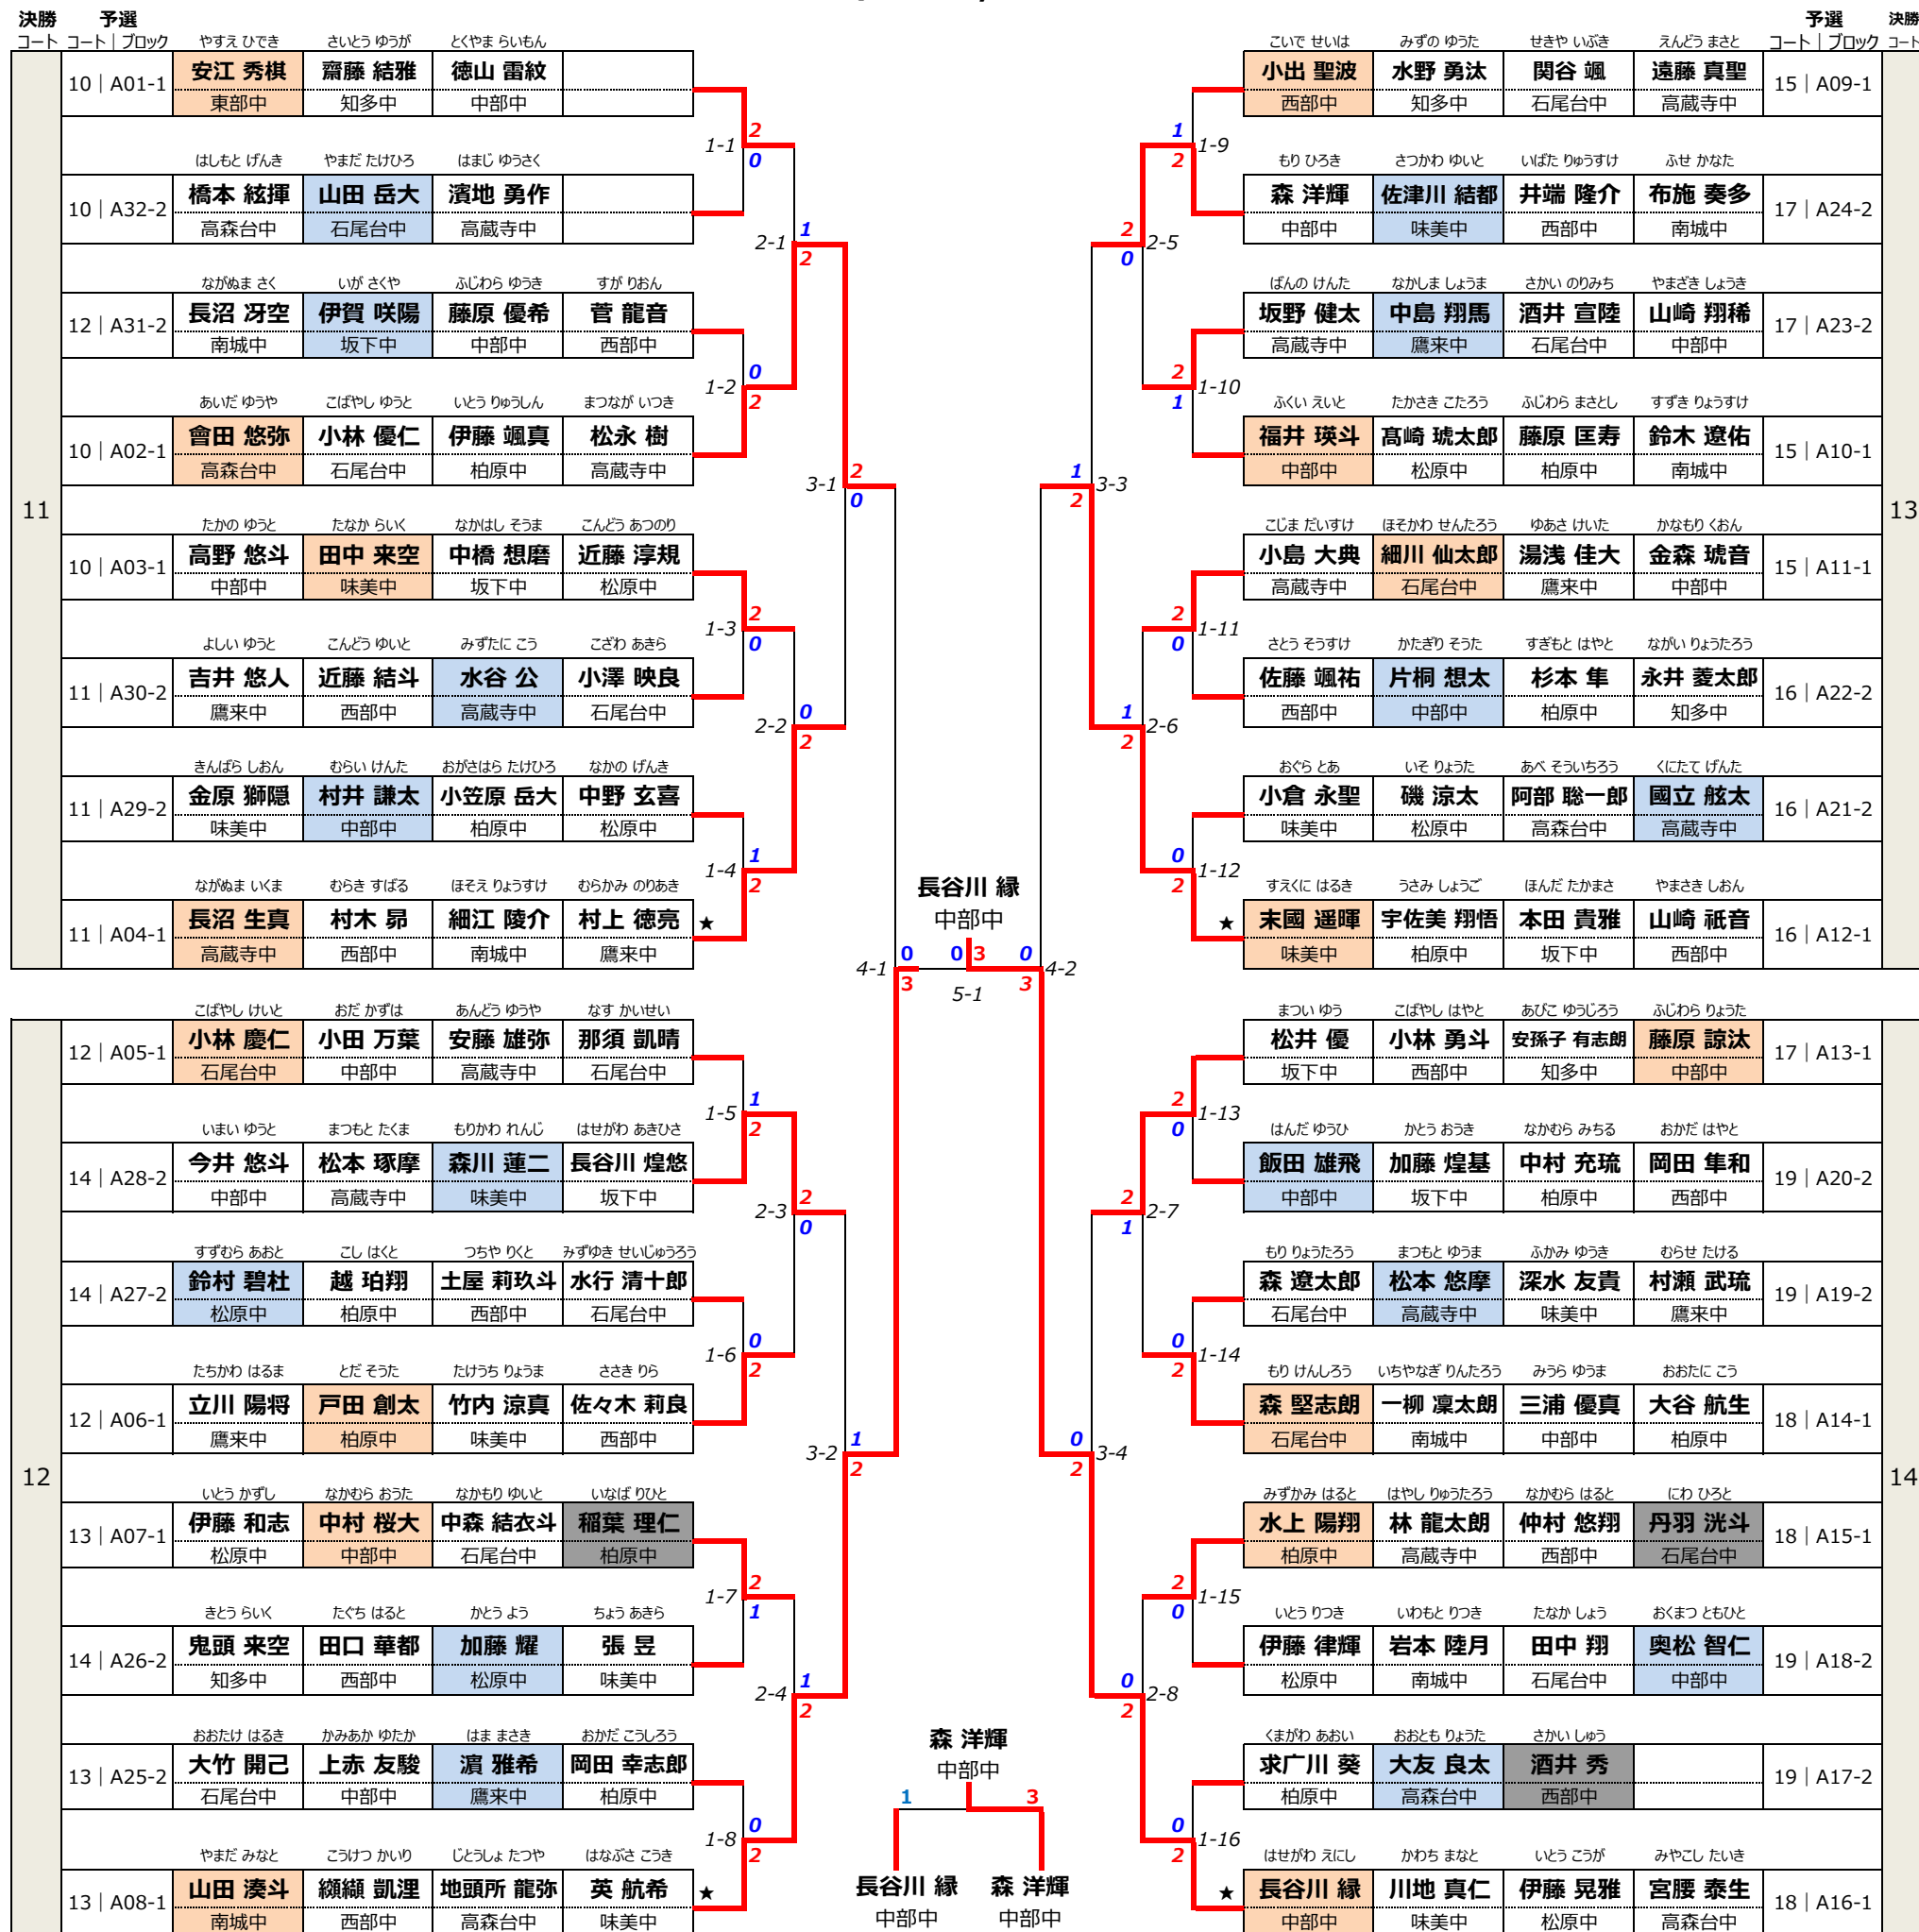 決勝 予選
コート コート｜ブロック やすえ ひでき さいとう ゆうが とくやま らいもん
10｜A01-1 安江 秀棋 齋藤 結雅 徳山 雷紋
東部中 知多中 中部中
1-1 2 0
はしもと げんき やまだ たけひろ はまじ ゆうさく
10｜A32-2 橋本 絃揮 山田 岳大 濱地 勇作
高森台中 石尾台中 高蔵寺中
2-1 1 2
ながぬま さく いが さくや ふじわら ゆうき すが りおん
12｜A31-2 長沼 冴空 伊賀 咲陽 藤原 優希 菅 龍音
南城中 坂下中 中部中 西部中
1-2 0 2
あいだ ゆうや こばやし ゆうと いとう りゅうしん まつなが いつき
10｜A02-1 會田 悠弥 小林 優仁 伊藤 颯真 松永 樹
高森台中 石尾台中 柏原中 高蔵寺中
3-1 2 0
11
たかの ゆうと たなか らいく なかはし そうま こんどう あつのり
10｜A03-1 高野 悠斗 田中 来空 中橋 想磨 近藤 淳規
中部中 味美中 坂下中 松原中
1-3 2 0
よしい ゆうと こんどう ゆいと みずたに こう こざわ あきら
11｜A30-2 吉井 悠人 近藤 結斗 水谷 公 小澤 映良
鷹来中 西部中 高蔵寺中 石尾台中
2-2 0 2
きんばら しおん むらい けんた おがさはら たけひろ なかの げんき
11｜A29-2 金原 獅隠 村井 謙太 小笠原 岳大 中野 玄喜
味美中 中部中 柏原中 松原中
1-4 1 2
ながぬま いくま むらき すばる ほそえ りょうすけ むらかみ のりあき
11｜A04-1 長沼 生真 村木 昴 細江 陵介 村上 徳亮 ★
高蔵寺中 西部中 南城中 鷹来中
4-1 0 3
こばやし けいと おだ かずは あんどう ゆうや なす かいせい
12｜A05-1 小林 慶仁 小田 万葉 安藤 雄弥 那須 凱晴
石尾台中 中部中 高蔵寺中 石尾台中
1-5 1 2
いまい ゆうと まつもと たくま もりかわ れんじ はせがわ あきひさ
14｜A28-2 今井 悠斗 松本 琢摩 森川 蓮二 長谷川 煌悠
中部中 高蔵寺中 味美中 坂下中
2-3 2 0
すずむら あおと こし はくと つちや りくと みずゆき せいじゅうろう
14｜A27-2 鈴村 碧杜 越 珀翔 土屋 莉玖斗 水行 清十郎
松原中 柏原中 西部中 石尾台中
1-6 0 2
たちかわ はるま とだ そうた たけうち りょうま ささき りら
12｜A06-1 立川 陽将 戸田 創太 竹内 涼真 佐々木 莉良
鷹来中 柏原中 味美中 西部中
3-2 1 2
12
いとう かずし なかむら おうた なかもり ゆいと いなば りひと
13｜A07-1 伊藤 和志 中村 桜大 中森 結衣斗 稲葉 理仁
松原中 中部中 石尾台中 柏原中
1-7 2 1
きとう らいく たぐち はると かとう よう ちょう あきら
14｜A26-2 鬼頭 来空 田口 華都 加藤 耀 張 昱
知多中 西部中 松原中 味美中
2-4 1 2
おおたけ はるき かみあか ゆたか はま まさき おかだ こうしろう
13｜A25-2 大竹 開己 上赤 友駿 濵 雅希 岡田 幸志郎
石尾台中 中部中 鷹来中 柏原中
1-8 0 2
やまだ みなと こうけつ かいり じとうしょ たつや はなぶさ こうき
13｜A08-1 山田 湊斗 纐纈 凱浬 地頭所 龍弥 英 航希 ★
南城中 西部中 高森台中 味美中
長谷川 縁
中部中
0 3
5-1
森 洋輝
中部中
1 3
長谷川 縁 森 洋輝
中部中 中部中
予選 決勝
こいで せいは みずの ゆうた せきや いぶき えんどう まさと コート｜ブロック コート
小出 聖波 水野 勇汰 関谷 颯 遠藤 真聖 15｜A09-1
西部中 知多中 石尾台中 高蔵寺中
1 2 1-9
もり ひろき さつかわ ゆいと いばた りゅうすけ ふせ かなた
森 洋輝 佐津川 結都 井端 隆介 布施 奏多 17｜A24-2
中部中 味美中 西部中 南城中
2 0 2-5
ばんの けんた なかしま しょうま さかい のりみち やまざき しょうき
坂野 健太 中島 翔馬 酒井 宣陸 山崎 翔稀 17｜A23-2
高蔵寺中 鷹来中 石尾台中 中部中
2 1 1-10
ふくい えいと たかさき こたろう ふじわら まさとし すずき りょうすけ
福井 瑛斗 髙崎 琥太郎 藤原 匡寿 鈴木 遼佑 15｜A10-1
中部中 松原中 柏原中 南城中
1 2 3-3
13
こじま だいすけ ほそかわ せんたろう ゆあさ けいた かなもり くおん
小島 大典 細川 仙太郎 湯浅 佳大 金森 琥音 15｜A11-1
高蔵寺中 石尾台中 鷹来中 中部中
2 0 1-11
さとう そうすけ かたぎり そうた すぎもと はやと ながい りょうたろう
佐藤 颯祐 片桐 想太 杉本 隼 永井 菱太郎 16｜A22-2
西部中 中部中 柏原中 知多中
1 2 2-6
おぐら とあ いそ りょうた あべ そういちろう くにたて げんた
小倉 永聖 磯 涼太 阿部 聡一郎 國立 舷太 16｜A21-2
味美中 松原中 高森台中 高蔵寺中
0 2 1-12
すえくに はるき うさみ しょうご ほんだ たかまさ やまさき しおん
★ 末國 遥暉 宇佐美 翔悟 本田 貴雅 山崎 祇音 16｜A12-1
味美中 柏原中 坂下中 西部中
0 3 4-2
まつい ゆう こばやし はやと あびこ ゆうじろう ふじわら りょうた
松井 優 小林 勇斗 安孫子 有志朗 藤原 諒汰 17｜A13-1
坂下中 西部中 知多中 中部中
2 0 1-13
はんだ ゆうひ かとう おうき なかむら みちる おかだ はやと
飯田 雄飛 加藤 煌基 中村 充琉 岡田 隼和 19｜A20-2
中部中 坂下中 柏原中 西部中
2 1 2-7
もり りょうたろう まつもと ゆうま ふかみ ゆうき むらせ たける
森 遼太郎 松本 悠摩 深水 友貴 村瀬 武琉 19｜A19-2
石尾台中 高蔵寺中 味美中 鷹来中
0 2 1-14
もり けんしろう いちやなぎ りんたろう みうら ゆうま おおたに こう
森 堅志朗 一柳 凜太朗 三浦 優真 大谷 航生 18｜A14-1
石尾台中 南城中 中部中 柏原中
0 2 3-4
14
みずかみ はると はやし りゅうたろう なかむら はると にわ ひろと
水上 陽翔 林 龍太朗 仲村 悠翔 丹羽 洸斗 18｜A15-1
柏原中 高蔵寺中 西部中 石尾台中
2 0 1-15
いとう りつき いわもと りつき たなか しょう おくまつ ともひと
伊藤 律輝 岩本 陸月 田中 翔 奥松 智仁 19｜A18-2
松原中 南城中 石尾台中 中部中
0 2 2-8
くまがわ あおい おおとも りょうた さかい しゅう
求广川 葵 大友 良太 酒井 秀 19｜A17-2
柏原中 高森台中 西部中
0 2 1-16
はせがわ えにし かわち まなと いとう こうが みやこし たいき
★ 長谷川 縁 川地 真仁 伊藤 晃雅 宮腰 泰生 18｜A16-1
中部中 味美中 松原中 高森台中